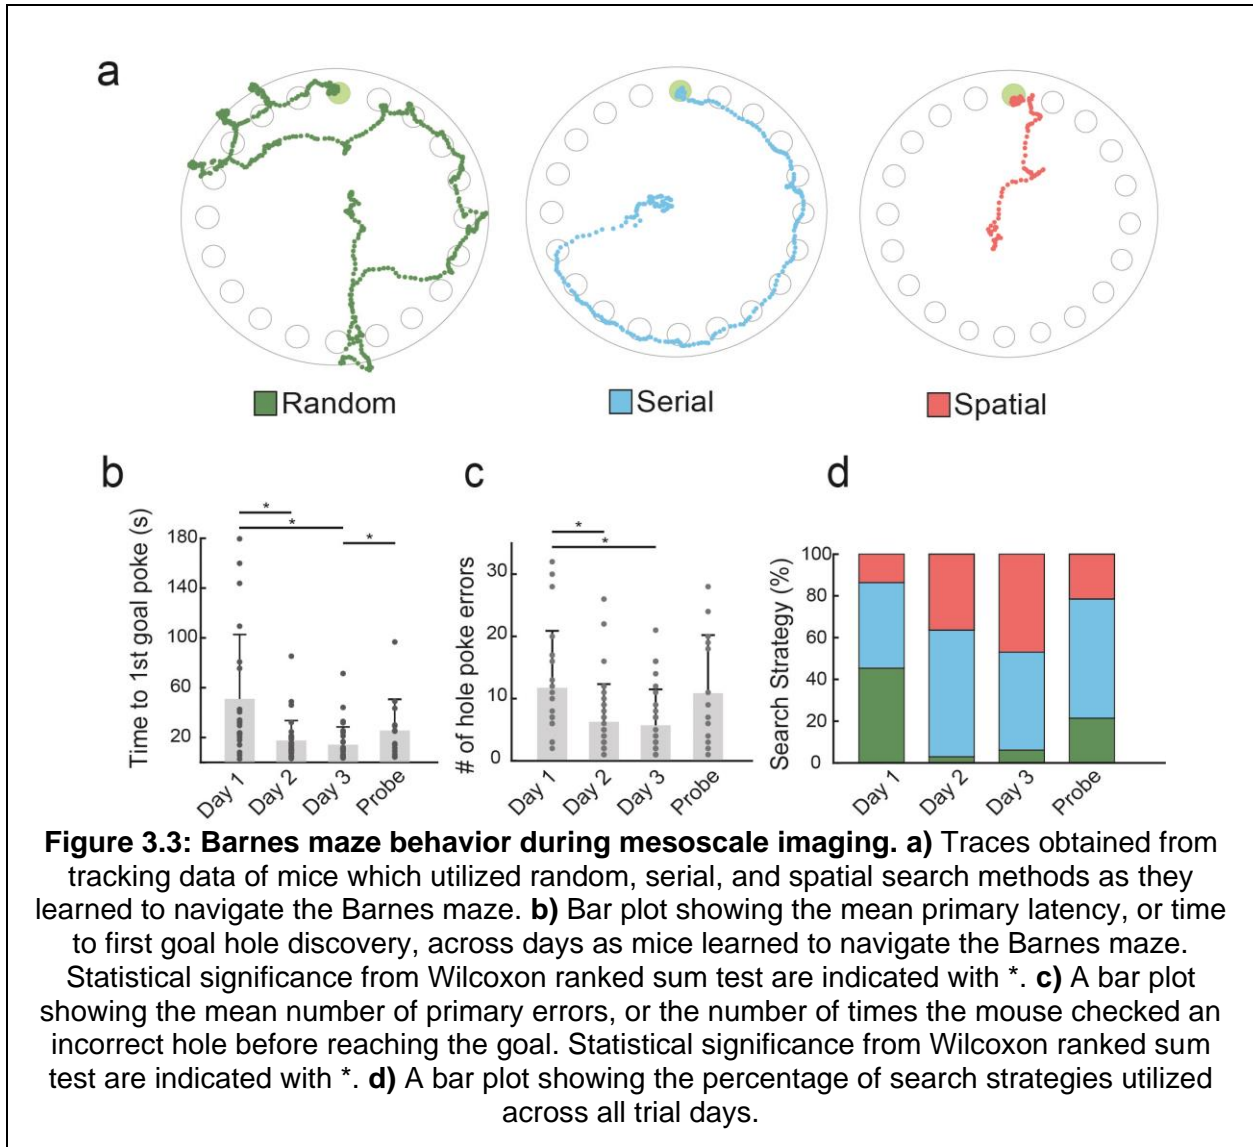 a
Random
Serial
Spatial
b
c
d
Time to 1st goal poke (s)
180
140
100
60
20
*
*
*
Day 1
Day 2
Day 3
Probe
# of hole poke errors
30
20
10
0
*
*
Day 1
Day 2
Day 3
Probe
Search Strategy (%)
100
80
60
40
20
0
Day 1
Day 2
Day 3
Probe
Figure 3.3: Barnes maze behavior during mesoscale imaging. a) Traces obtained from
tracking data of mice which utilized random, serial, and spatial search methods as they
learned to navigate the Barnes maze. b) Bar plot showing the mean primary latency, or time
to first goal hole discovery, across days as mice learned to navigate the Barnes maze.
Statistical significance from Wilcoxon ranked sum test are indicated with *. c) A bar plot
showing the mean number of primary errors, or the number of times the mouse checked an
incorrect hole before reaching the goal. Statistical significance from Wilcoxon ranked sum
test are indicated with *. d) A bar plot showing the percentage of search strategies utilized
across all trial days.